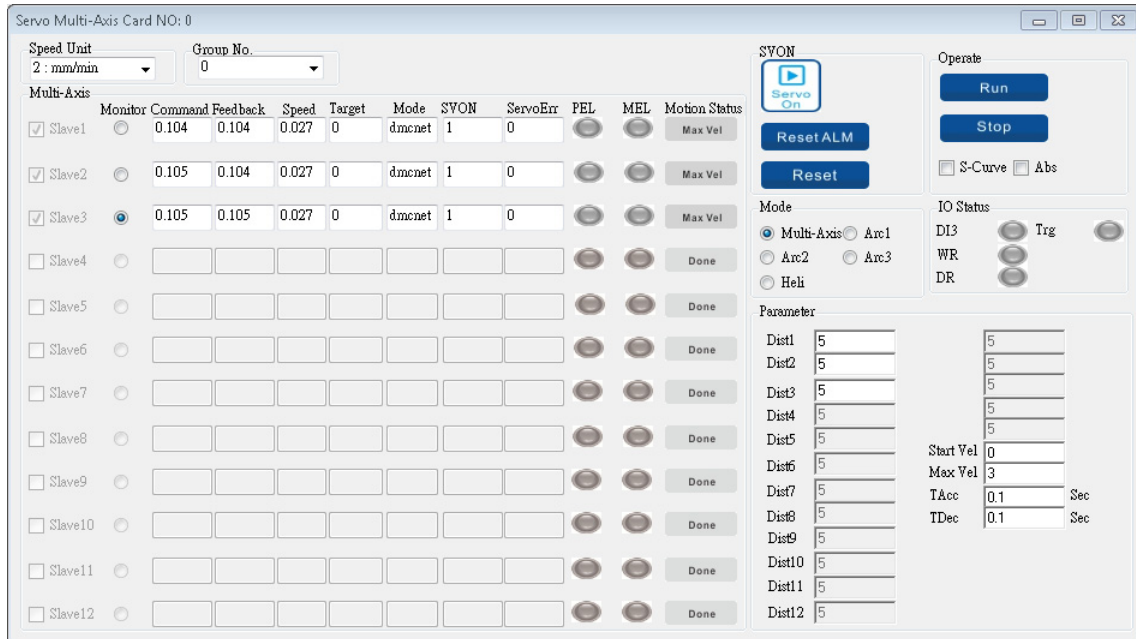 Servo Multi-Axis Card NO: 0
Speed Unit
2 : mm/min
Group No.
0
Multi-Axis
Monitor Command Feedback Speed Target Mode SVON ServoErr PEL MEL Motion Status
Slave1 0.104 0.104 0.027 0 dmcnet 1 0 Max Vel
Slave2 0.105 0.104 0.027 0 dmcnet 1 0 Max Vel
Slave3 0.105 0.105 0.027 0 dmcnet 1 0 Max Vel
Slave4 Done
Slave5 Done
Slave6 Done
Slave7 Done
Slave8 Done
Slave9 Done
Slave10 Done
Slave11 Done
Slave12 Done
SVON
Servo
On
Reset ALM
Reset
Operate
Run
Stop
S-Curve Abs
Mode
Multi-Axis Arc1
Arc2 Arc3
Heli
IO Status
DI3 Trg
WR
DR
Parameter
Dist1 5
Dist2 5
Dist3 5
Dist4 5
Dist5 5
Dist6 5
Dist7 5
Dist8 5
Dist9 5
Dist10 5
Dist11 5
Dist12 5
5
5
5
5
5
Start Vel 0
Max Vel 3
TAcc 0.1 Sec
TDec 0.1 Sec